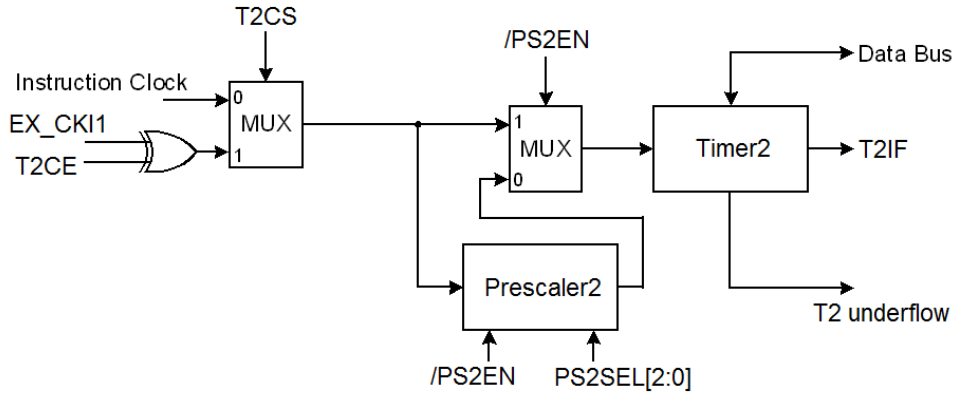 T2CS
/PS2EN
Data Bus
Instruction Clock
0
EX_CKI1
MUX
1
MUX
Timer2
T2IF
T2CE
1
0
Prescaler2
T2 underflow
/PS2EN
PS2SEL[2:0]